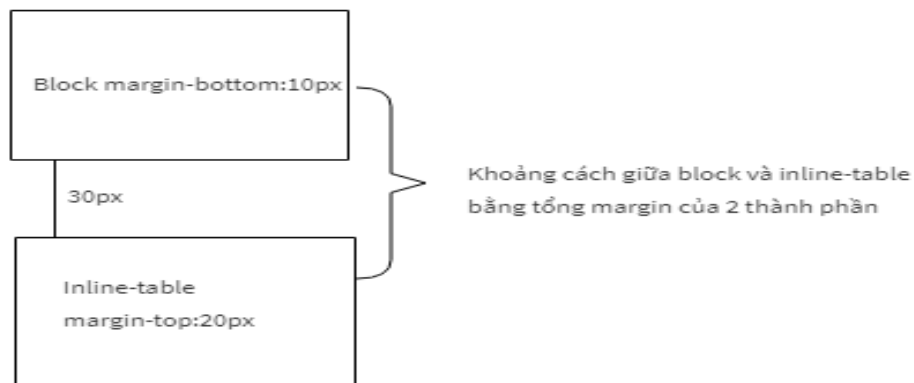 Block margin-bottom:10px
30px
Khoảng cách giữa block và inline-table
bằng tổng margin của 2 thành phần
Inline-table
margin-top:20px